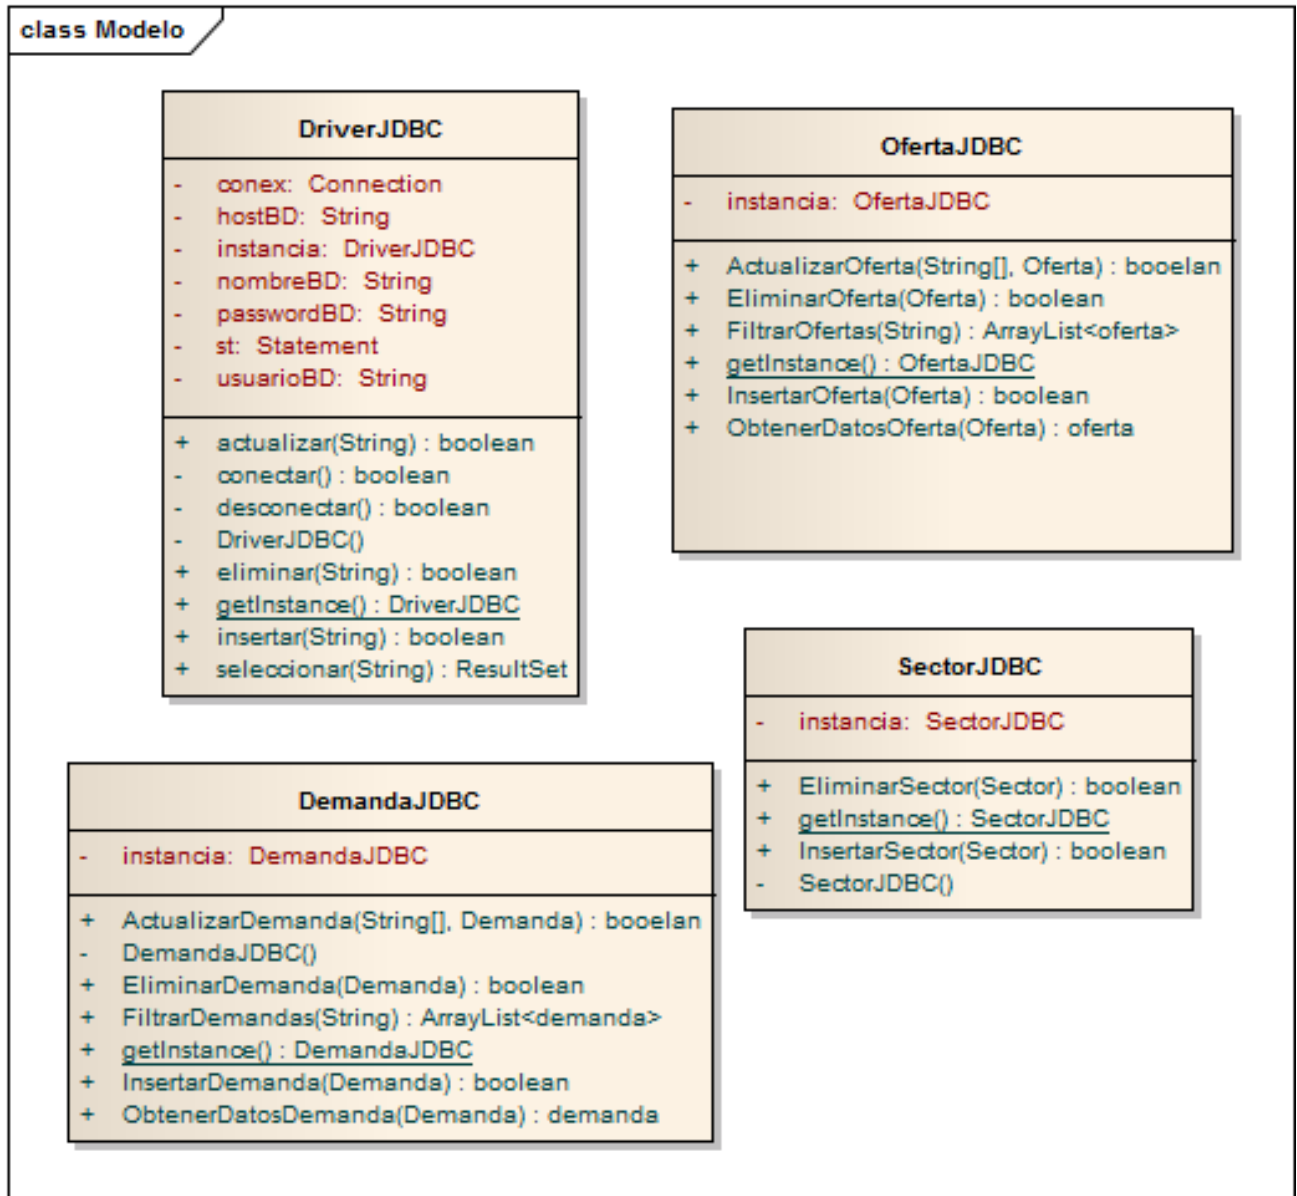 class Modelo
DriverJDBC
- conex: Connection
- hostBD: String
- instancia: DriverJDBC
- nombreBD: String
- passwordBD: String
- st: Statement
- usuarioBD: String
+ actualizar(String) : boolean
- conectar() : boolean
- desconectar() : boolean
- DriverJDBC()
+ eliminar(String) : boolean
+ getInstance() : DriverJDBC
+ insertar(String) : boolean
+ seleccionar(String) : ResultSet
OfertaJDBC
- instancia: OfertaJDBC
+ ActualizarOferta(String[], Oferta) : booelan
+ EliminarOferta(Oferta) : boolean
+ FiltrarOfertas(String) : ArrayList<oferta>
+ getInstance() : OfertaJDBC
+ InsertarOferta(Oferta) : boolean
+ ObtenerDatosOferta(Oferta) : oferta
SectorJDBC
- instancia: SectorJDBC
+ EliminarSector(Sector) : boolean
+ getInstance() : SectorJDBC
+ InsertarSector(Sector) : boolean
- SectorJDBC()
DemandaJDBC
- instancia: DemandaJDBC
+ ActualizarDemanda(String[], Demanda) : booelan
- DemandaJDBC()
+ EliminarDemanda(Demanda) : boolean
+ FiltrarDemandas(String) : ArrayList<demanda>
+ getInstance() : DemandaJDBC
+ InsertarDemanda(Demanda) : boolean
+ ObtenerDatosDemanda(Demanda) : demanda